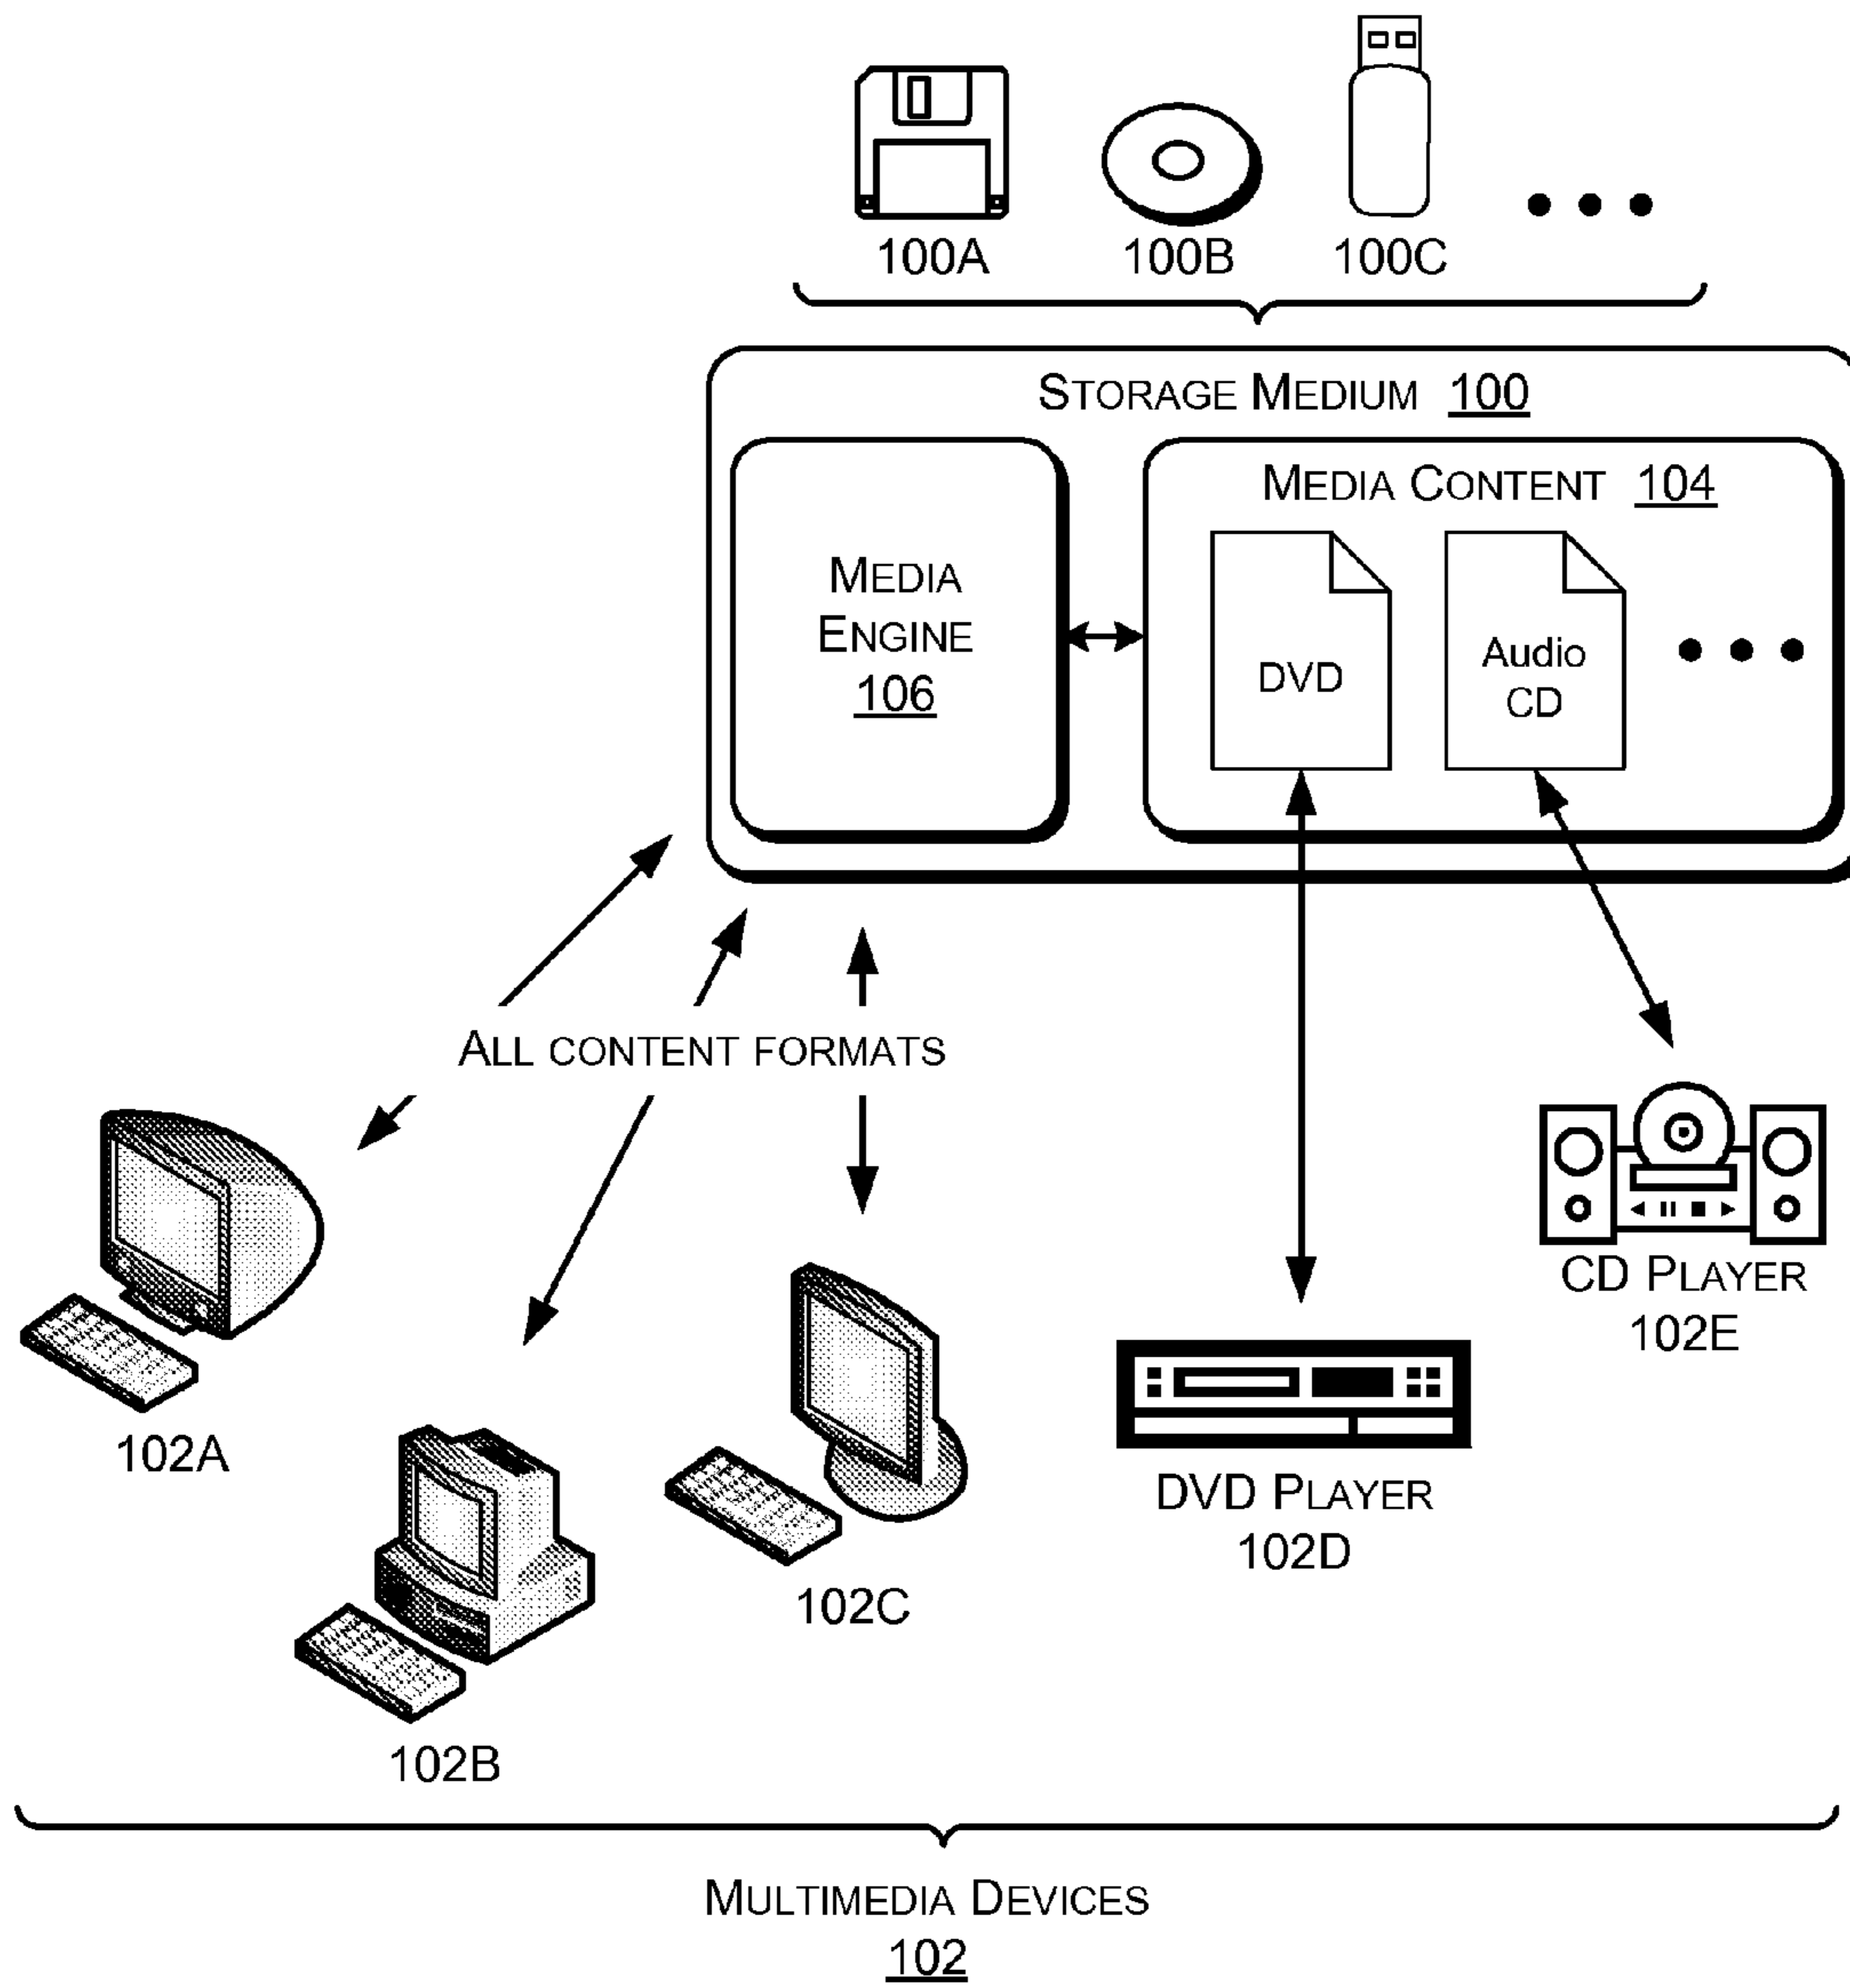 100A 100B 100C
STORAGE MEDIUM 100
MEDIA CONTENT 104
MEDIA
ENGINE
106
DVD
Audio
CD
ALL CONTENT FORMATS
CD PLAYER
102E
102A
DVD PLAYER
102D
102C
102B
MULTIMEDIA DEVICES
102